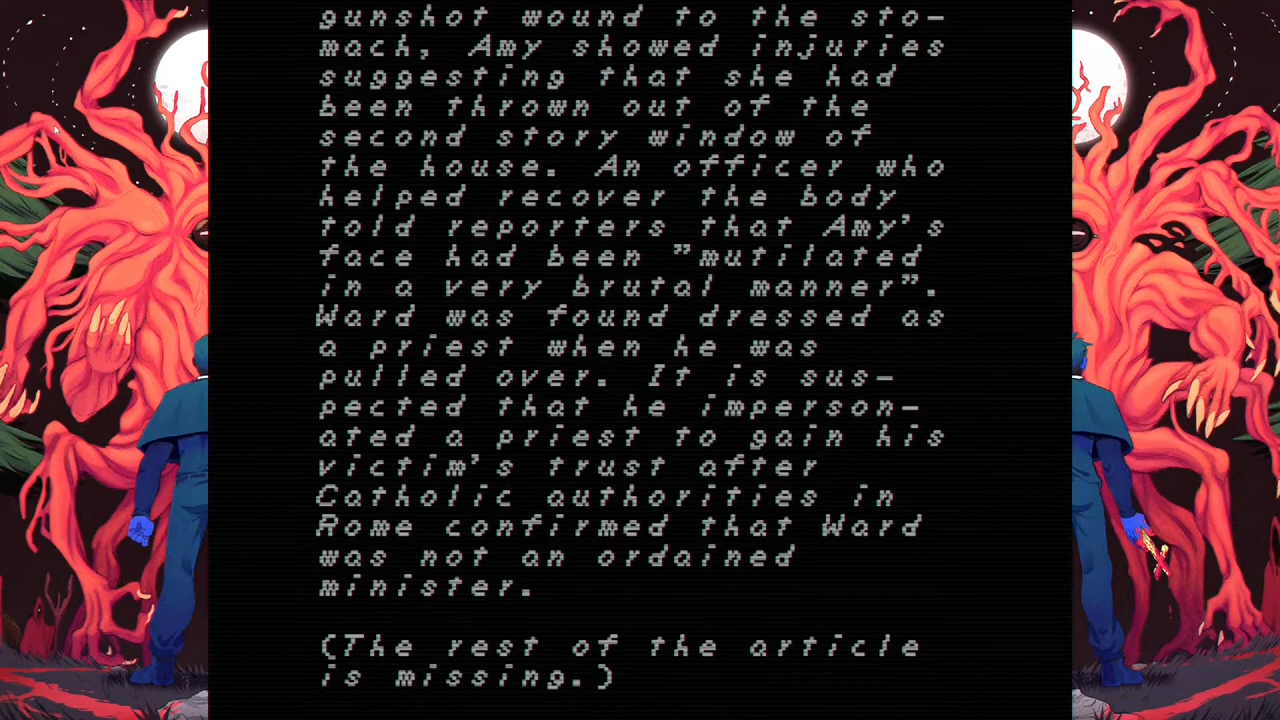 gunshot wound to the sto-
mach, Amy showed injuries
suggesting that she had
been thrown out of the
second story window of
the house. An officer who
helped recover the body
told reporters that Amy's
face had been "mutilated
in a very brutal manner".
Ward was found dressed as
a priest when he was
pulled over. It is sus-
pected that he imperson-
ated a priest to gain his
victim's trust after
Catholic authorities in
Rome confirmed that Ward
was not an ordained
minister.
(The rest of the article
is missing.)